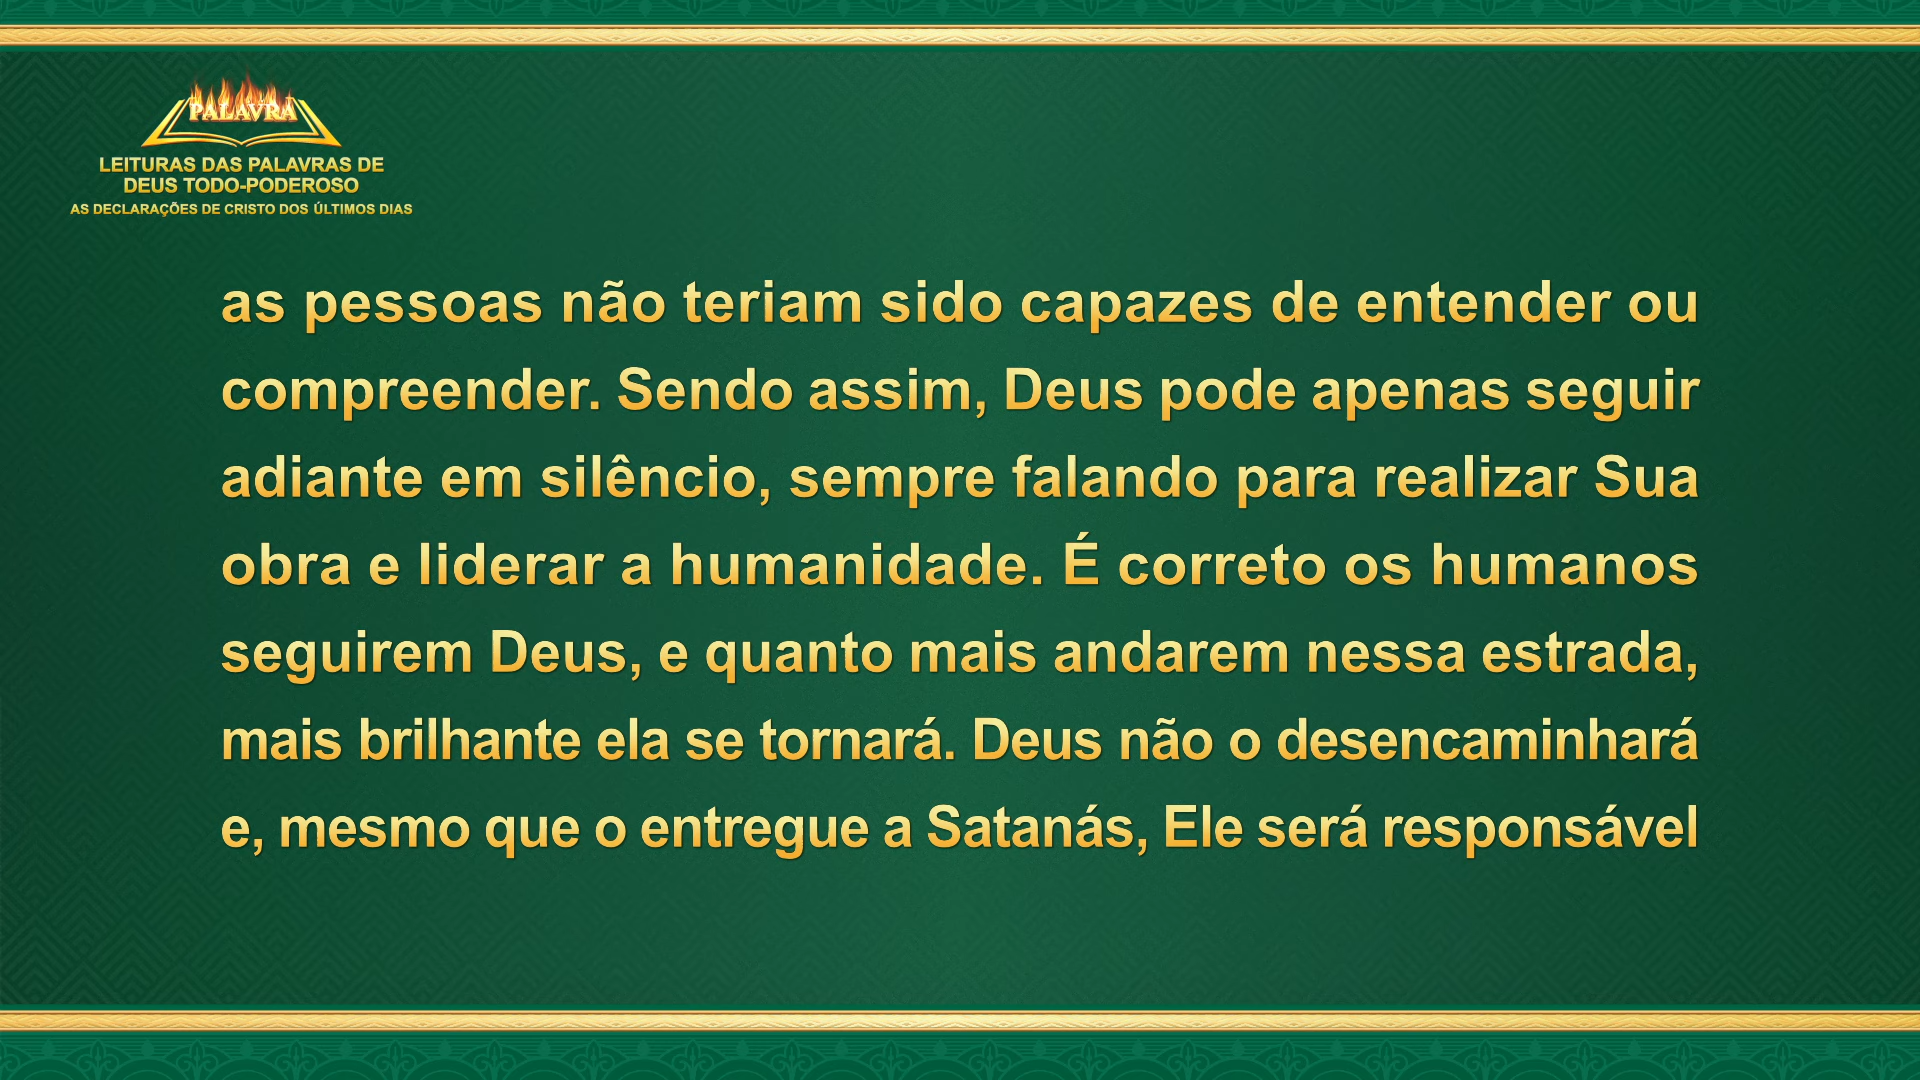 PALAVRA
LEITURAS DAS PALAVRAS DE
DEUS TODO-PODEROSO
AS DECLARAÇÕES DE CRISTO DOS ÚLTIMOS DIAS
as pessoas não teriam sido capazes de entender ou
compreender. Sendo assim, Deus pode apenas seguir
adiante em silêncio, sempre falando para realizar Sua
obra e liderar a humanidade. É correto os humanos
seguirem Deus, e quanto mais andarem nessa estrada,
mais brilhante ela se tornará. Deus não o desencaminhará
e, mesmo que o entregue a Satanás, Ele será responsável